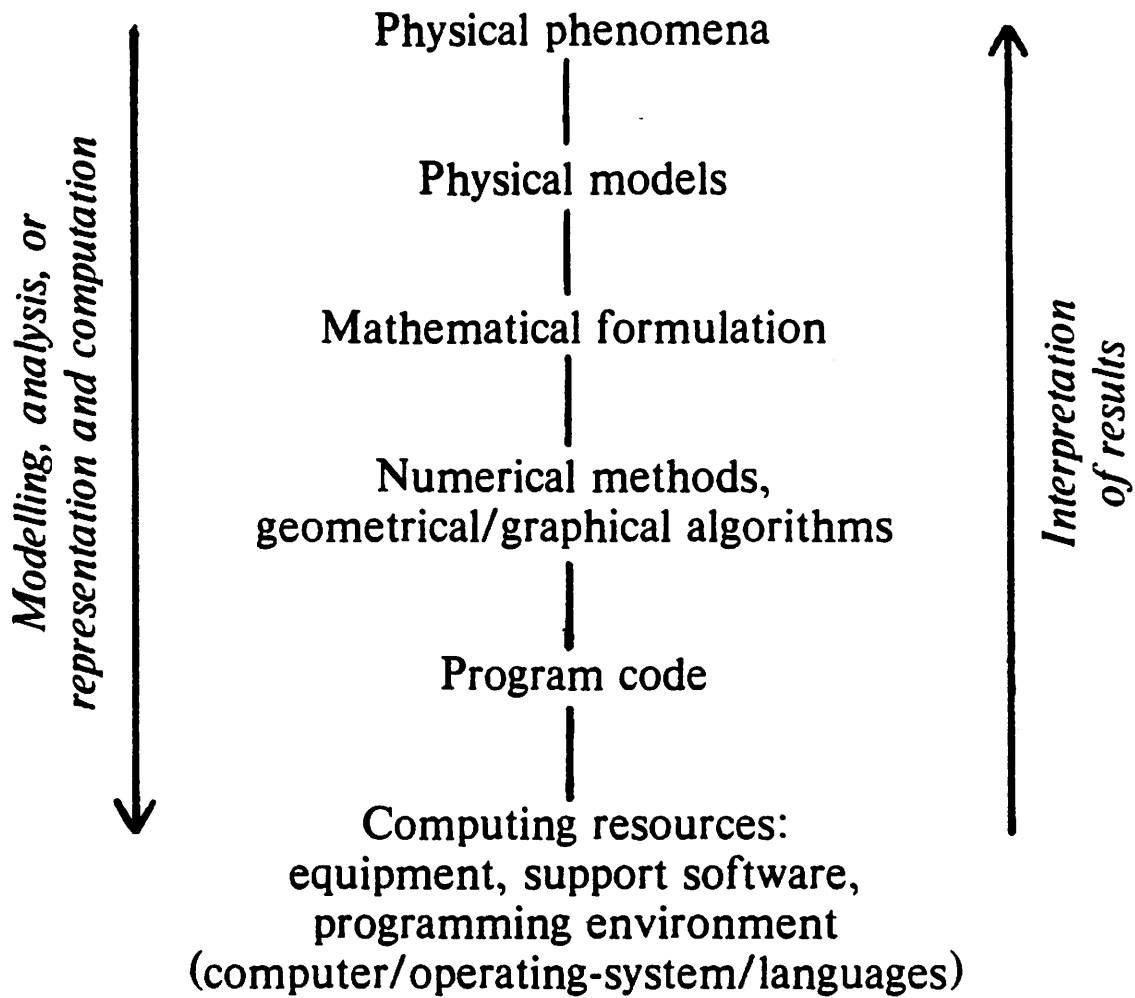 Physical phenomena
Physical models
Mathematical formulation
Numerical methods,
geometrical/graphical algorithms
Program code
Computing resources:
equipment, support software,
programming environment
(computer/operating-system/languages)
Modelling, analysis, or
representation and computation
Interpretation
of results